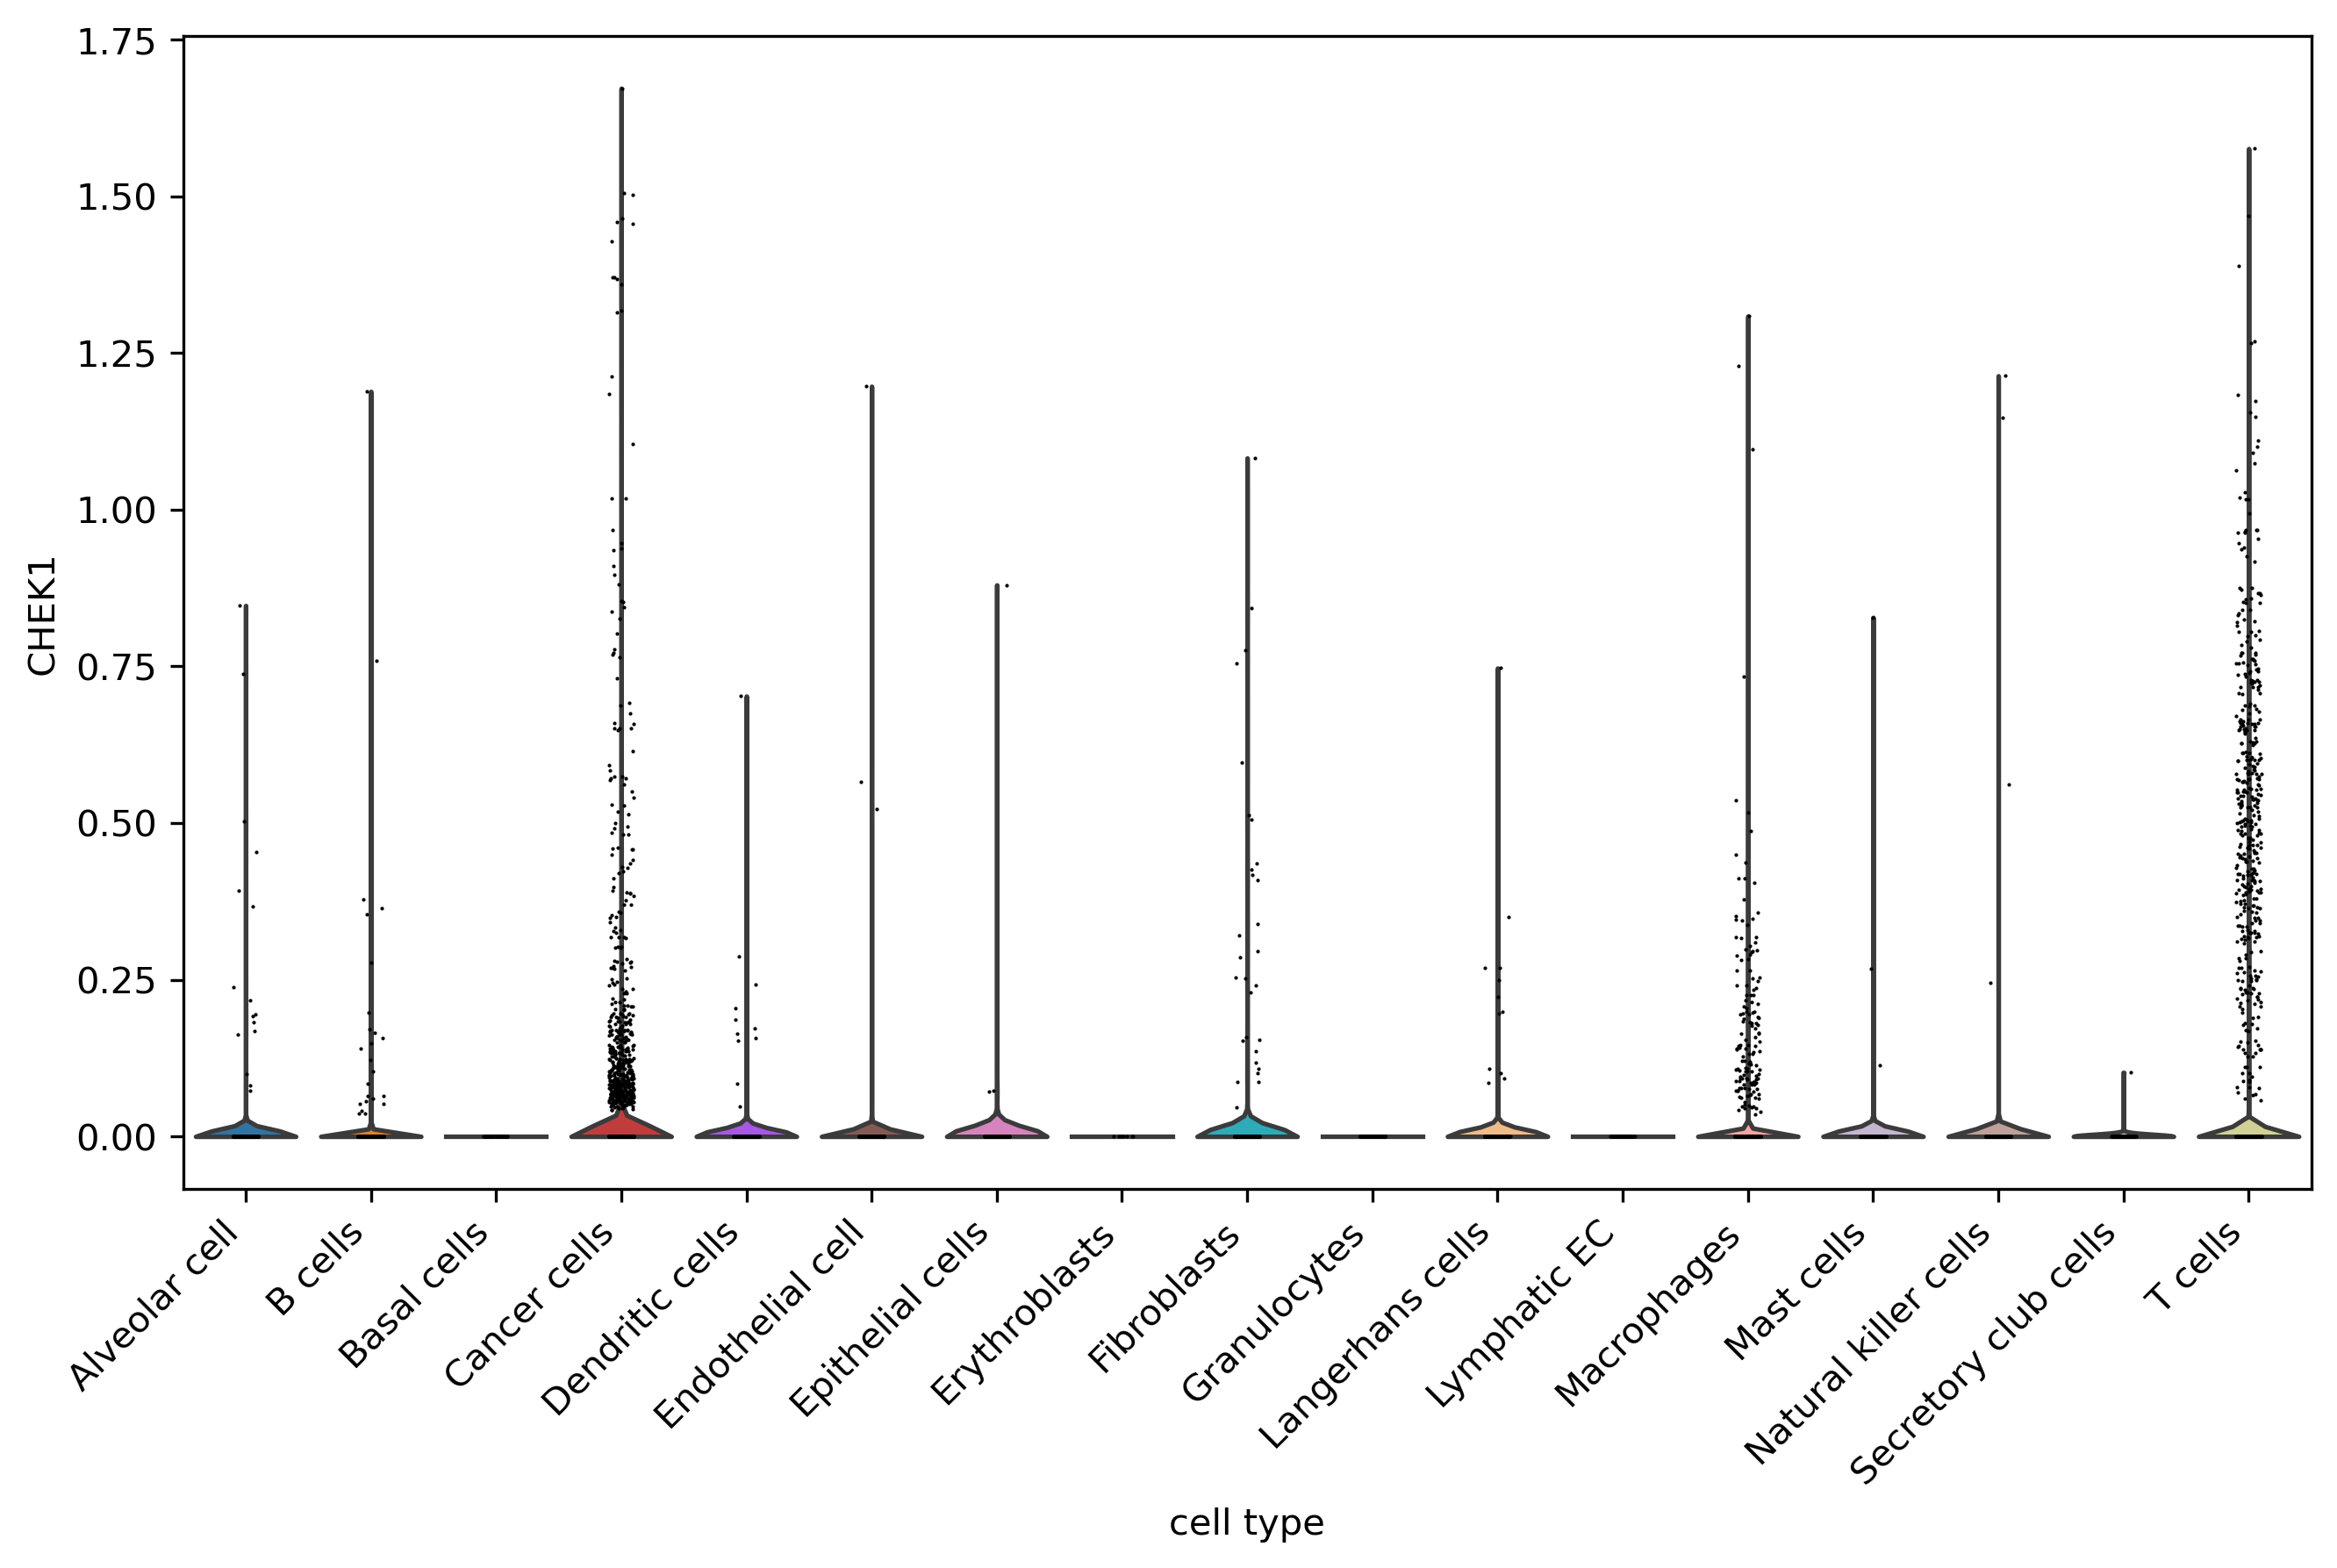 CHEK1
1.75
1.50
1.25
1.00
0.75
0.50
0.25
0.00
Alveolar cell
B cells
Basal cells
Cancer cells
Dendritic cells
Endothelial cell
Epithelial cells
Erythroblasts
Fibroblasts
Granulocytes
Langerhans cells
Lymphatic EC
Macrophages
Mast cells
Natural killer cells
Secretory club cells
T cells
cell type